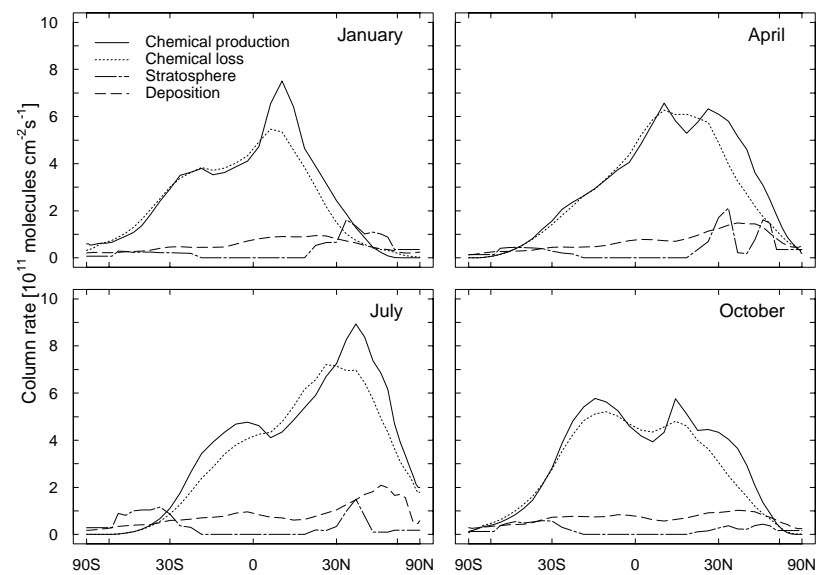 Column rate [10¹¹ molecules cm⁻²s⁻¹]
January
Chemical production
Chemical loss
Stratosphere
Deposition
10
8
6
4
2
0
April
July
10
8
6
4
2
0
October
90S 30S 0 30N 90N
90S 30S 0 30N 90N